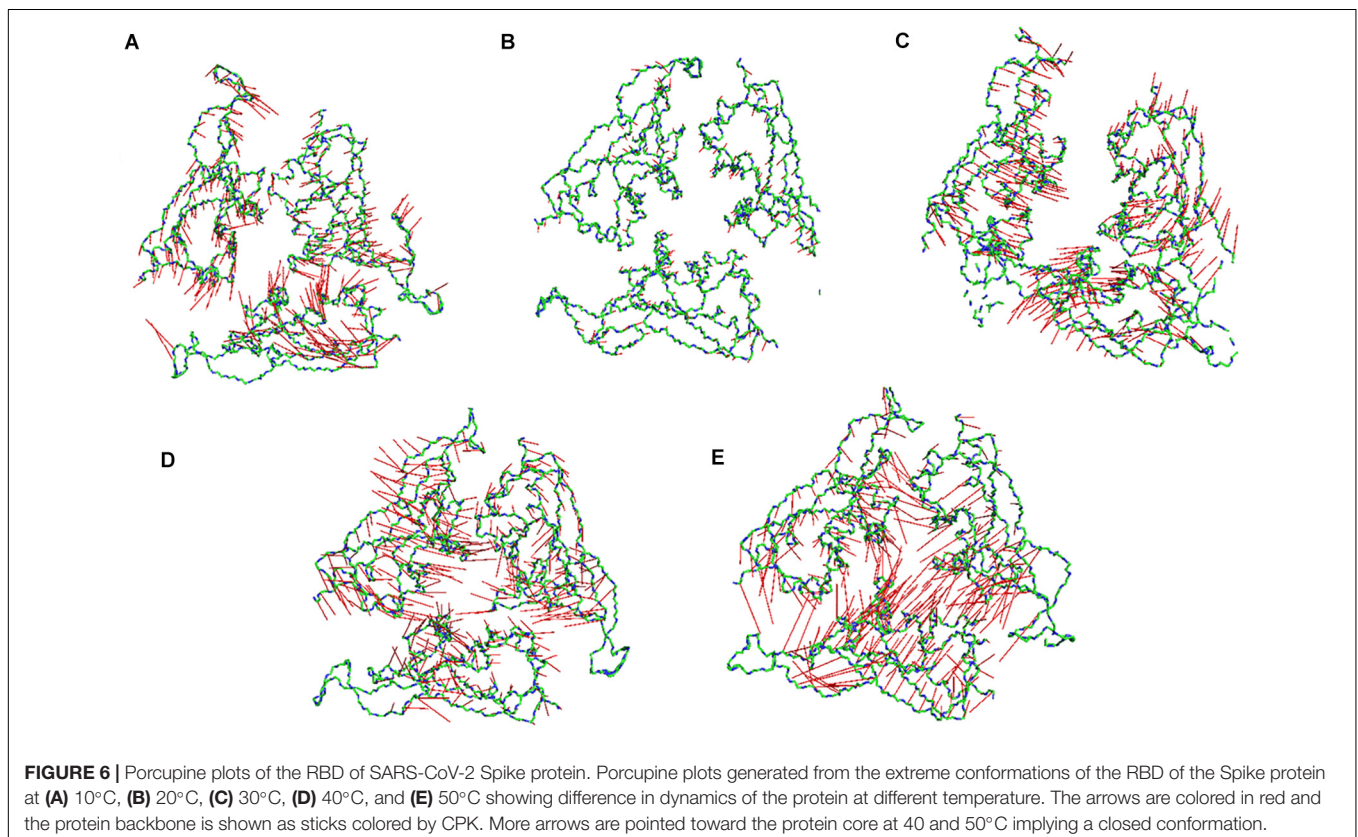 A
B
C
D
E
FIGURE 6 | Porcupine plots of the RBD of SARS-CoV-2 Spike protein. Porcupine plots generated from the extreme conformations of the RBD of the Spike protein
at (A) 10°C, (B) 20°C, (C) 30°C, (D) 40°C, and (E) 50°C showing difference in dynamics of the protein at different temperature. The arrows are colored in red and
the protein backbone is shown as sticks colored by CPK. More arrows are pointed toward the protein core at 40 and 50°C implying a closed conformation.